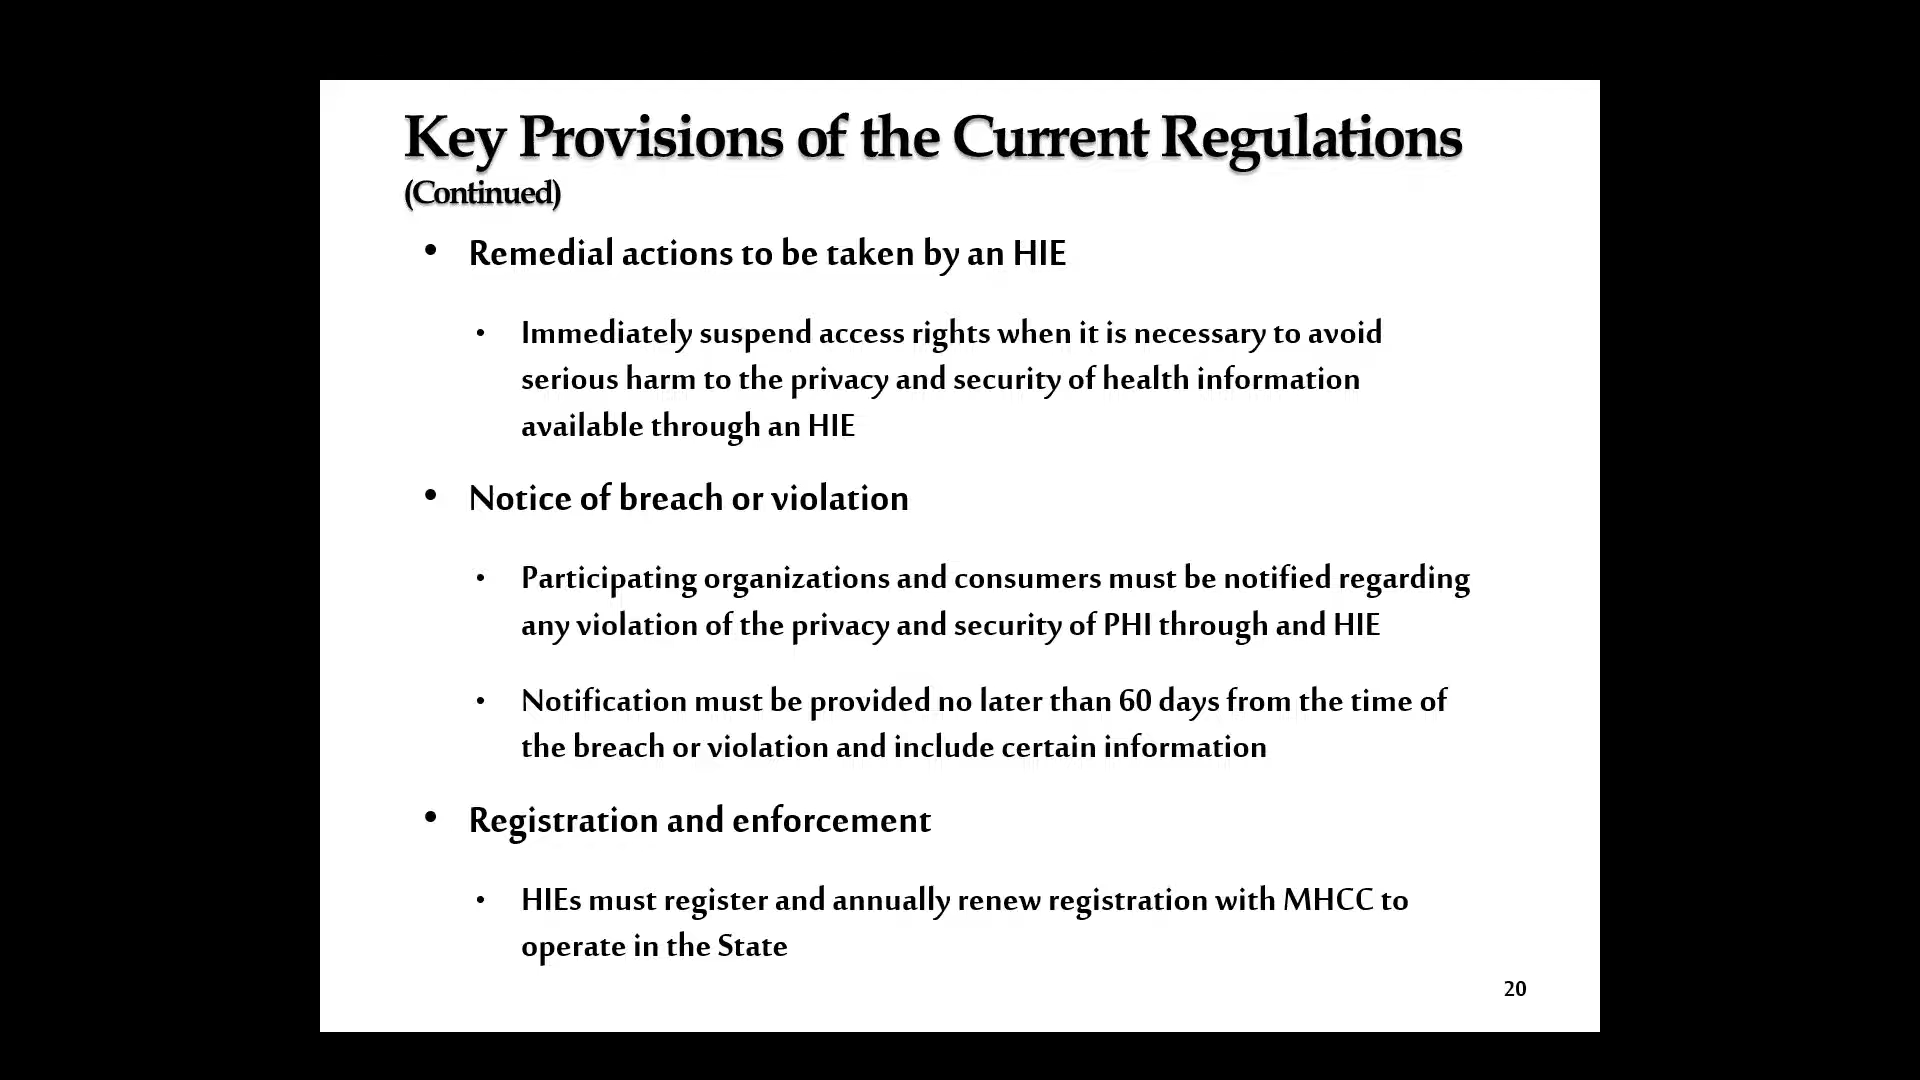 Key Provisions of the Current Regulations
(Continued)
• Remedial actions to be taken by an HIE
• Immediately suspend access rights when it is necessary to avoid
serious harm to the privacy and security of health information
available through an HIE
• Notice of breach or violation
• Participating organizations and consumers must be notified regarding
any violation of the privacy and security of PHI through and HIE
• Notification must be provided no later than 60 days from the time of
the breach or violation and include certain information
• Registration and enforcement
• HIEs must register and annually renew registration with MHCC to
operate in the State
20